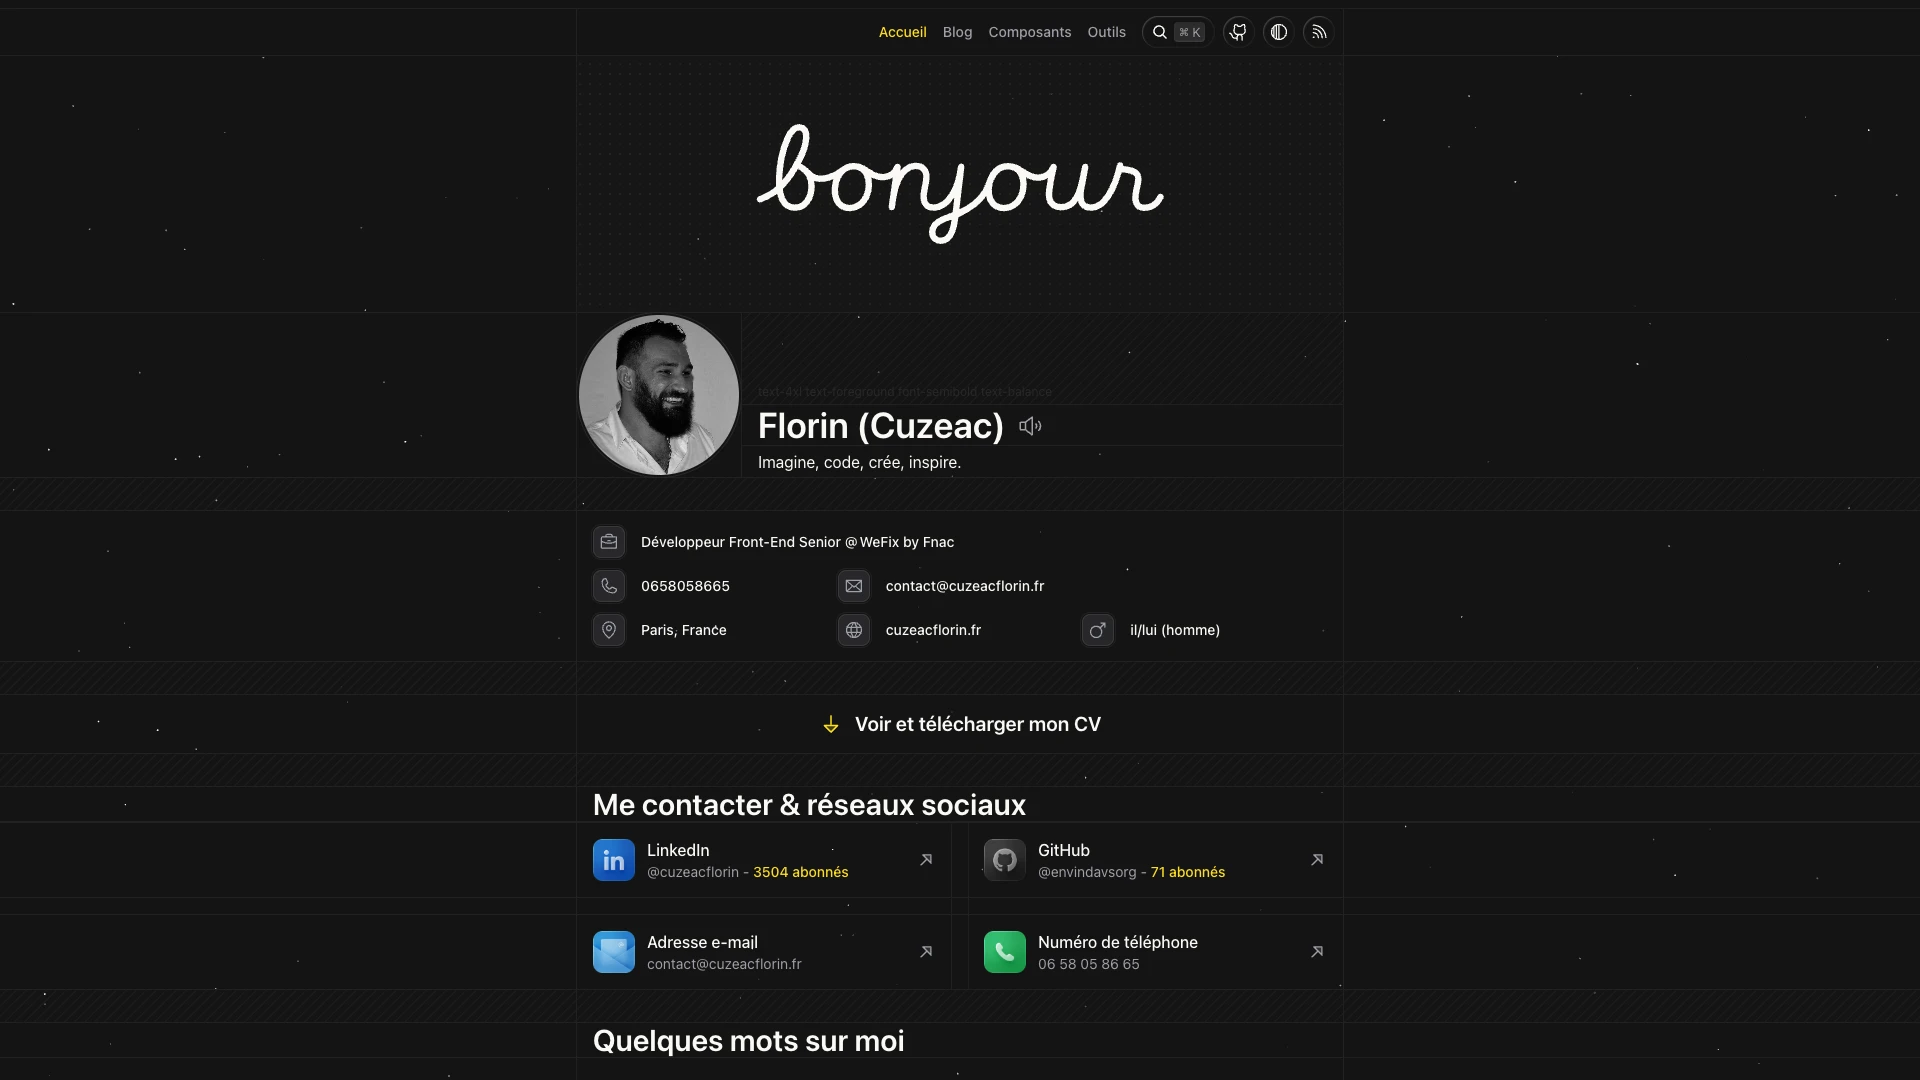 Accueil Blog Composants Outils ⌘ K
bonjour
text-4xl text-foreground font-semibold text-balance
Florin (Cuzeac)
Imagine, code, crée, inspire.
Développeur Front-End Senior @ WeFix by Fnac
0658058665 contact@cuzeacflorin.fr
Paris, France cuzeacflorin.fr il/lui (homme)
Voir et télécharger mon CV
Me contacter & réseaux sociaux
LinkedIn
@cuzeacflorin - 3504 abonnés
GitHub
@envindavsorg - 71 abonnés
Adresse e-mail
contact@cuzeacflorin.fr
Numéro de téléphone
06 58 05 86 65
Quelques mots sur moi